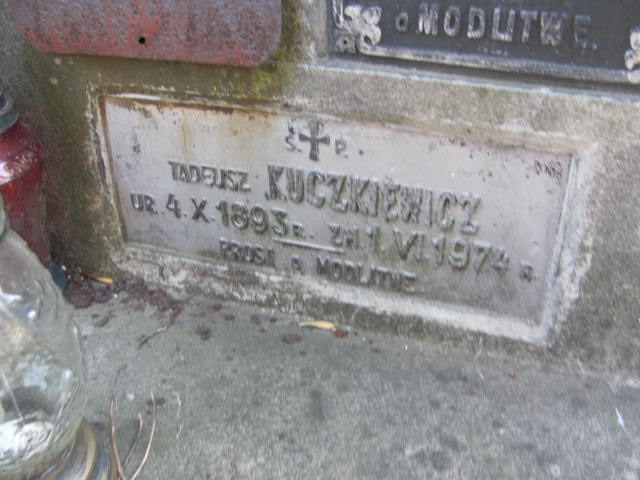 o MODLITWĘ.
Ś. P.
TADEUSZ KUCZKIEWICZ
UR. 4.X.1893 R. ZM. 1.VI.1974 R.
PROSI o MODLITWĘ